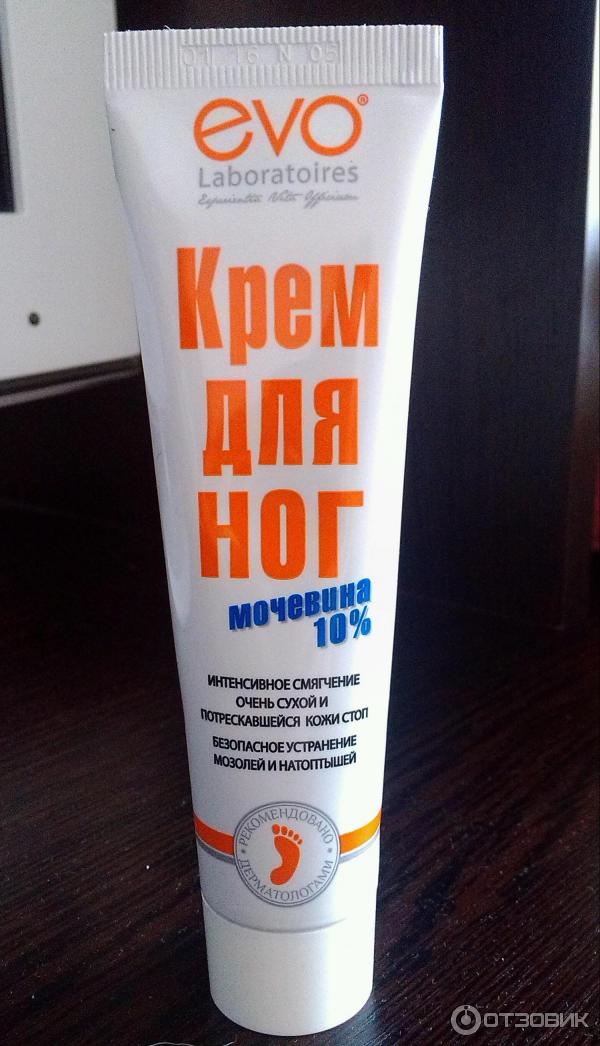 01 16 N 05
evo®
Laboratoires
Крем
для
ног
мочевина
10%
ИНТЕНСИВНОЕ СМЯГЧЕНИЕ
ОЧЕНЬ СУХОЙ И
ПОТРЕСКАВШЕЙСЯ КОЖИ СТОП
БЕЗОПАСНОЕ УСТРАНЕНИЕ
МОЗОЛЕЙ И НАТОПТЫШЕЙ
РЕКОМЕНДОВАНО
ДЕРМАТОЛОГАМИ
ОТЗОВИК